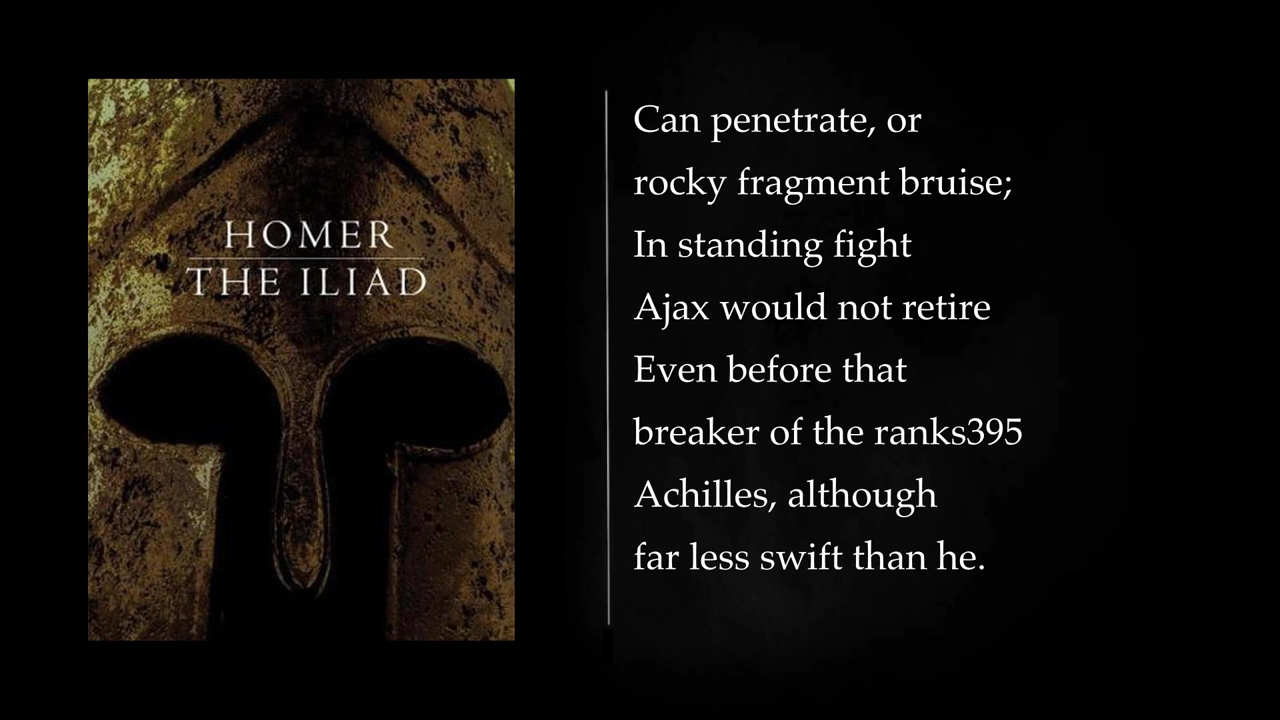 HOMER
THE ILIAD
Can penetrate, or
rocky fragment bruise;
In standing fight
Ajax would not retire
Even before that
breaker of the ranks395
Achilles, although
far less swift than he.